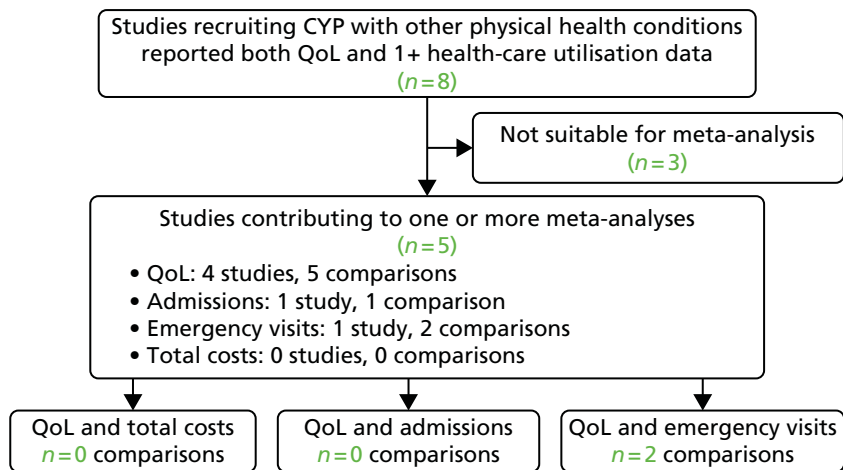 Studies recruiting CYP with other physical health conditions
reported both QoL and 1+ health-care utilisation data
(n=8)
Not suitable for meta-analysis
(n=3)
Studies contributing to one or more meta-analyses
(n=5)
• QoL: 4 studies, 5 comparisons
• Admissions: 1 study, 1 comparison
• Emergency visits: 1 study, 2 comparisons
• Total costs: 0 studies, 0 comparisons
QoL and total costs
n=0 comparisons
QoL and admissions
n=0 comparisons
QoL and emergency visits
n=2 comparisons